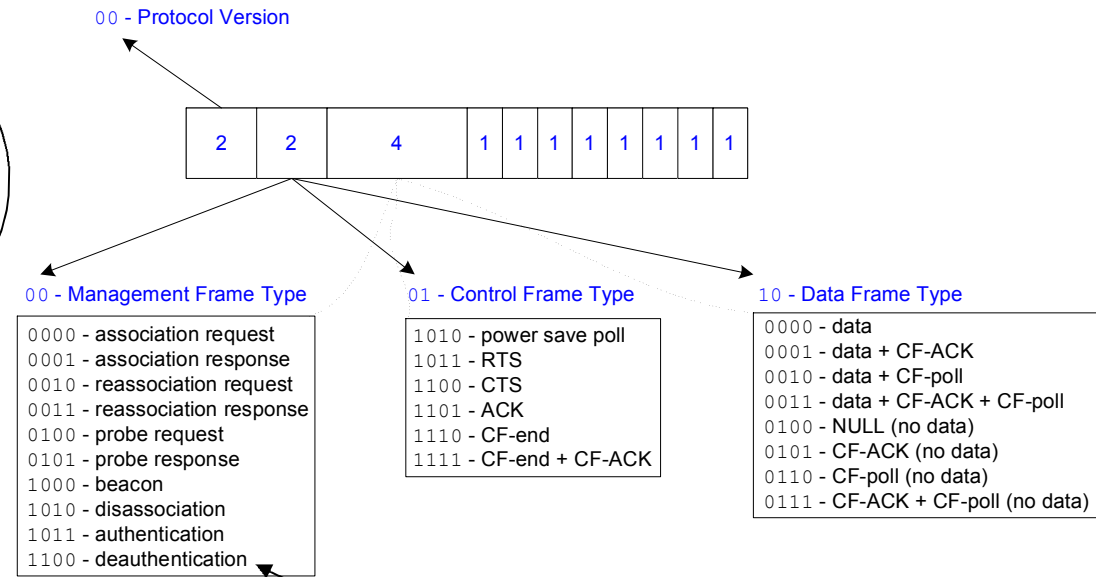 00 - Protocol Version
2 2 4 1 1 1 1 1 1 1 1
00 - Management Frame Type
0000 - association request
0001 - association response
0010 - reassociation request
0011 - reassociation response
0100 - probe request
0101 - probe response
1000 - beacon
1010 - disassociation
1011 - authentication
1100 - deauthentication
01 - Control Frame Type
1010 - power save poll
1011 - RTS
1100 - CTS
1101 - ACK
1110 - CF-end
1111 - CF-end + CF-ACK
10 - Data Frame Type
0000 - data
0001 - data + CF-ACK
0010 - data + CF-poll
0011 - data + CF-ACK + CF-poll
0100 - NULL (no data)
0101 - CF-ACK (no data)
0110 - CF-poll (no data)
0111 - CF-ACK + CF-poll (no data)